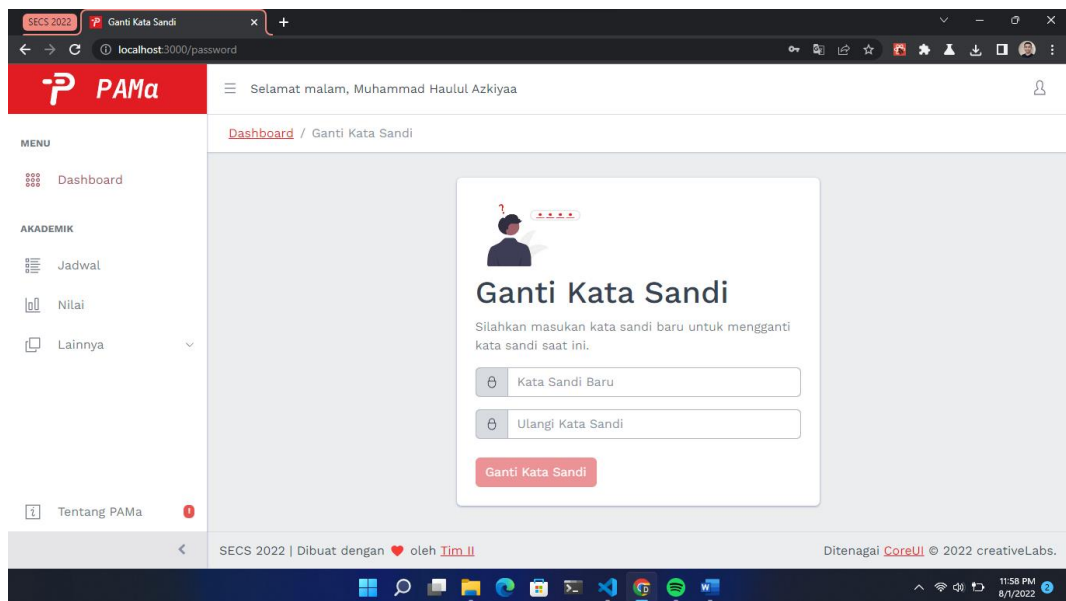 SECS 2022
Ganti Kata Sandi
localhost:3000/password
PAMa
Selamat malam, Muhammad Haulul Azkiyaa
Dashboard / Ganti Kata Sandi
MENU
Dashboard
AKADEMIK
Jadwal
Nilai
Lainnya
Tentang PAMa
Ganti Kata Sandi
Silahkan masukan kata sandi baru untuk mengganti
kata sandi saat ini.
Kata Sandi Baru
Ulangi Kata Sandi
Ganti Kata Sandi
SECS 2022 | Dibuat dengan ❤ oleh Tim II
Ditenagai CoreUI © 2022 creativeLabs.
11:58 PM
8/1/2022
2